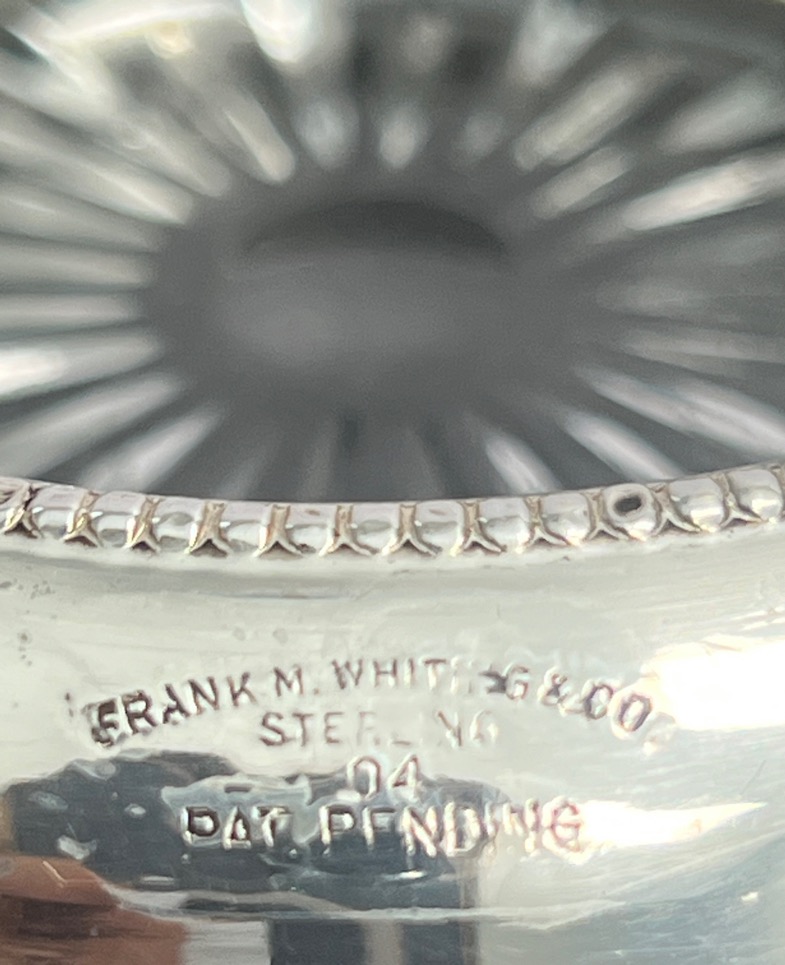 FRANK M. WHITING & CO
STERLING
04
PAT. PENDING